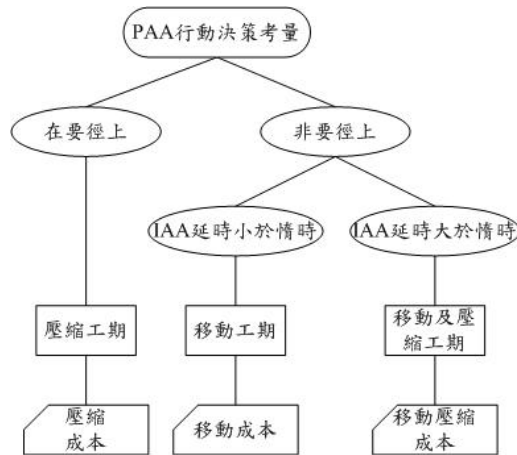 PAA行動決策考量
在要徑上
非要徑上
IAA延時小於惰時
IAA延時大於惰時
壓縮工期
移動工期
移動及壓
縮工期
壓縮
成本
移動成本
移動壓縮
成本